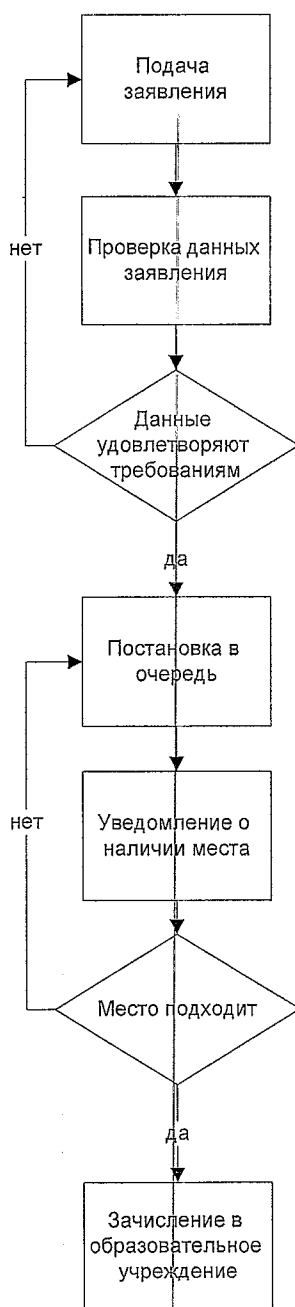 Подача
заявления
нет
Проверка данных
заявления
Данные
удовлетворяют
требованиям
да
Постановка в
очередь
нет
Уведомление о
наличии места
Место подходит
да
Зачисление в
образовательное
учреждение